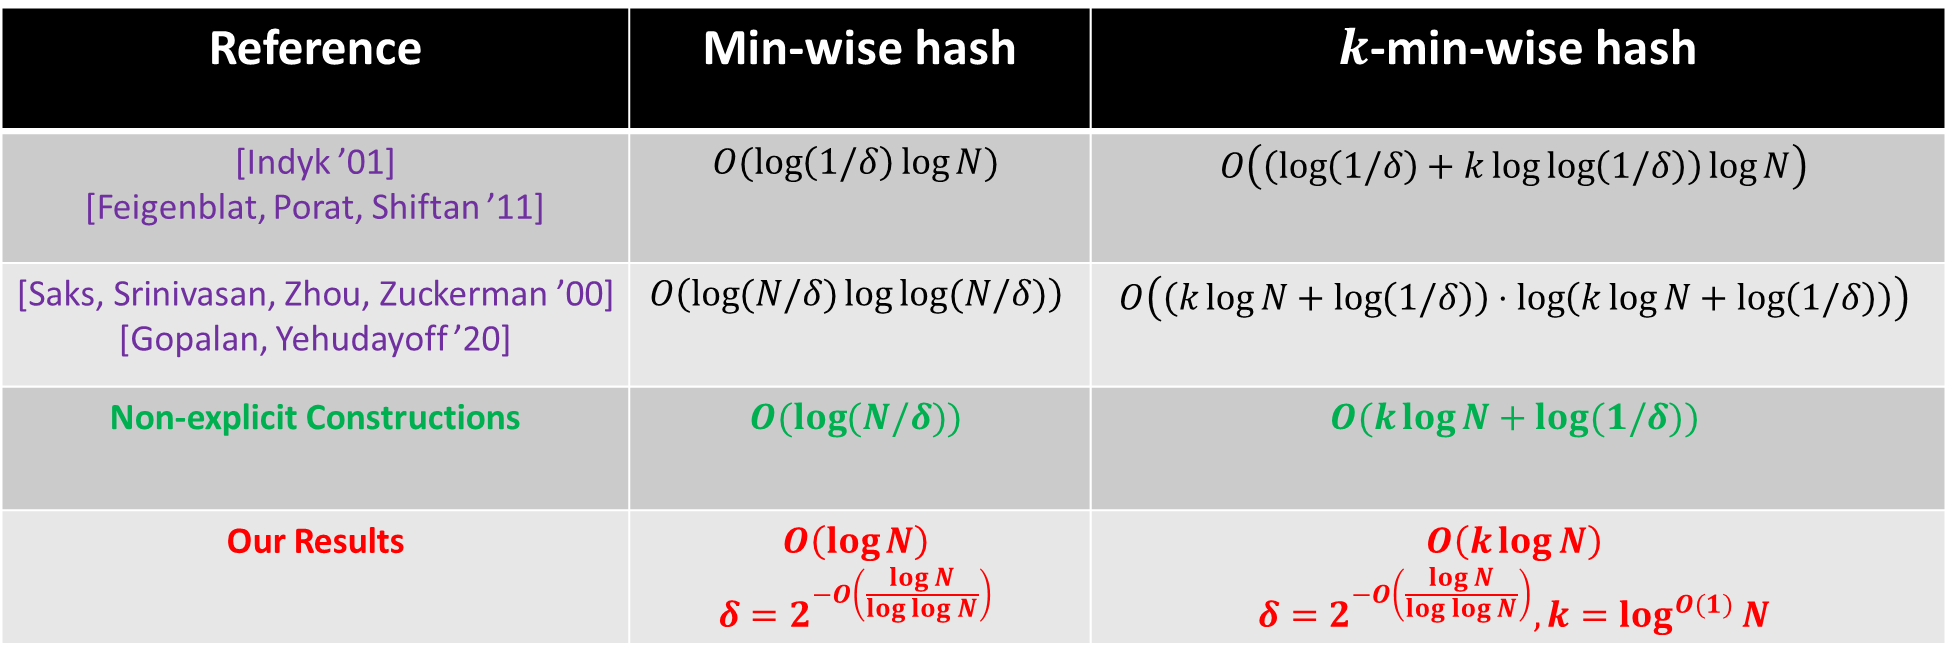 Reference Min-wise hash k-min-wise hash
[Indyk ’01] O(log(1/δ) log N) O((log(1/δ) + k log log(1/δ)) log N)
[Feigenblat, Porat, Shiftan ’11]
[Saks, Srinivasan, Zhou, Zuckerman ’00] O(log(N/δ) log log(N/δ)) O((k log N + log(1/δ)) · log(k log N + log(1/δ)))
[Gopalan, Yehudayoff ’20]
Non-explicit Constructions O(log(N/δ)) O(k log N + log(1/δ))
Our Results O(log N) O(k log N)
δ = 2^{-O(\frac{log N}{log log N})} δ = 2^{-O(\frac{log N}{log log N})}, k = log^{O(1)} N